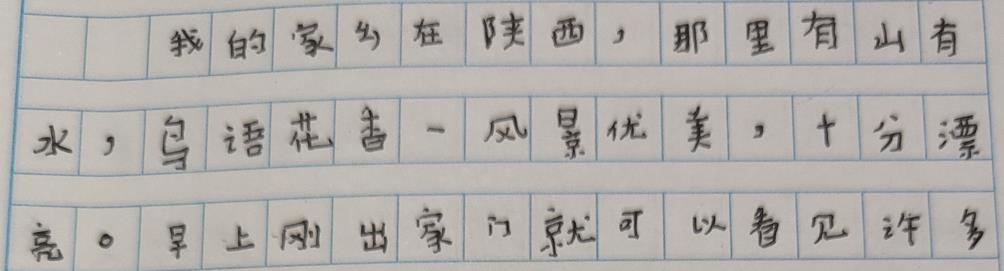 我的家乡在陕西，那里有山有
水，鸟语花香一风景优美，十分漂
亮。早上刚出家门就可以看见许多